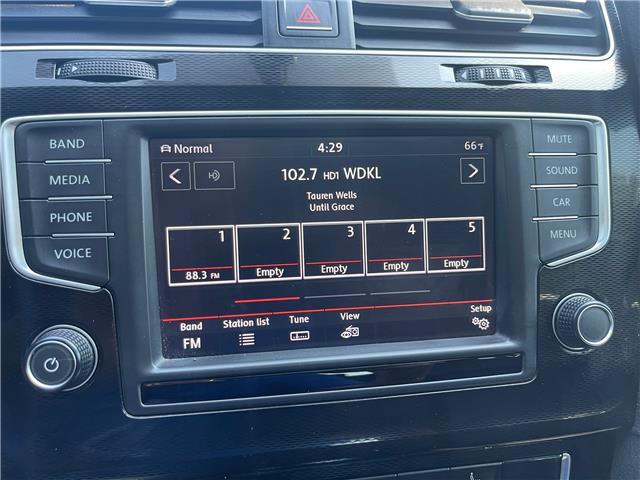 BAND
MEDIA
PHONE
VOICE
Normal
4:29
66°F
102.7 HD1 WDKL
Tauren Wells
Until Grace
1
88.3 FM
2
Empty
3
Empty
4
Empty
5
Empty
Band
FM
Station list
Tune
View
Setup
MUTE
SOUND
CAR
MENU